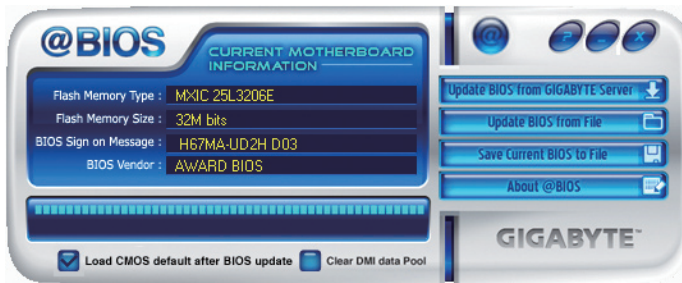 @BIOS
CURRENT MOTHERBOARD
INFORMATION
Flash Memory Type : MXIC 25L3206E
Flash Memory Size : 32M bits
BIOS Sign on Message : H67MA-UD2H D03
BIOS Vendor : AWARD BIOS
Load CMOS default after BIOS update
Clear DMI data Pool
@
? – X
Update BIOS from GIGABYTE Server
Update BIOS from File
Save Current BIOS to File
About @BIOS
GIGABYTE™